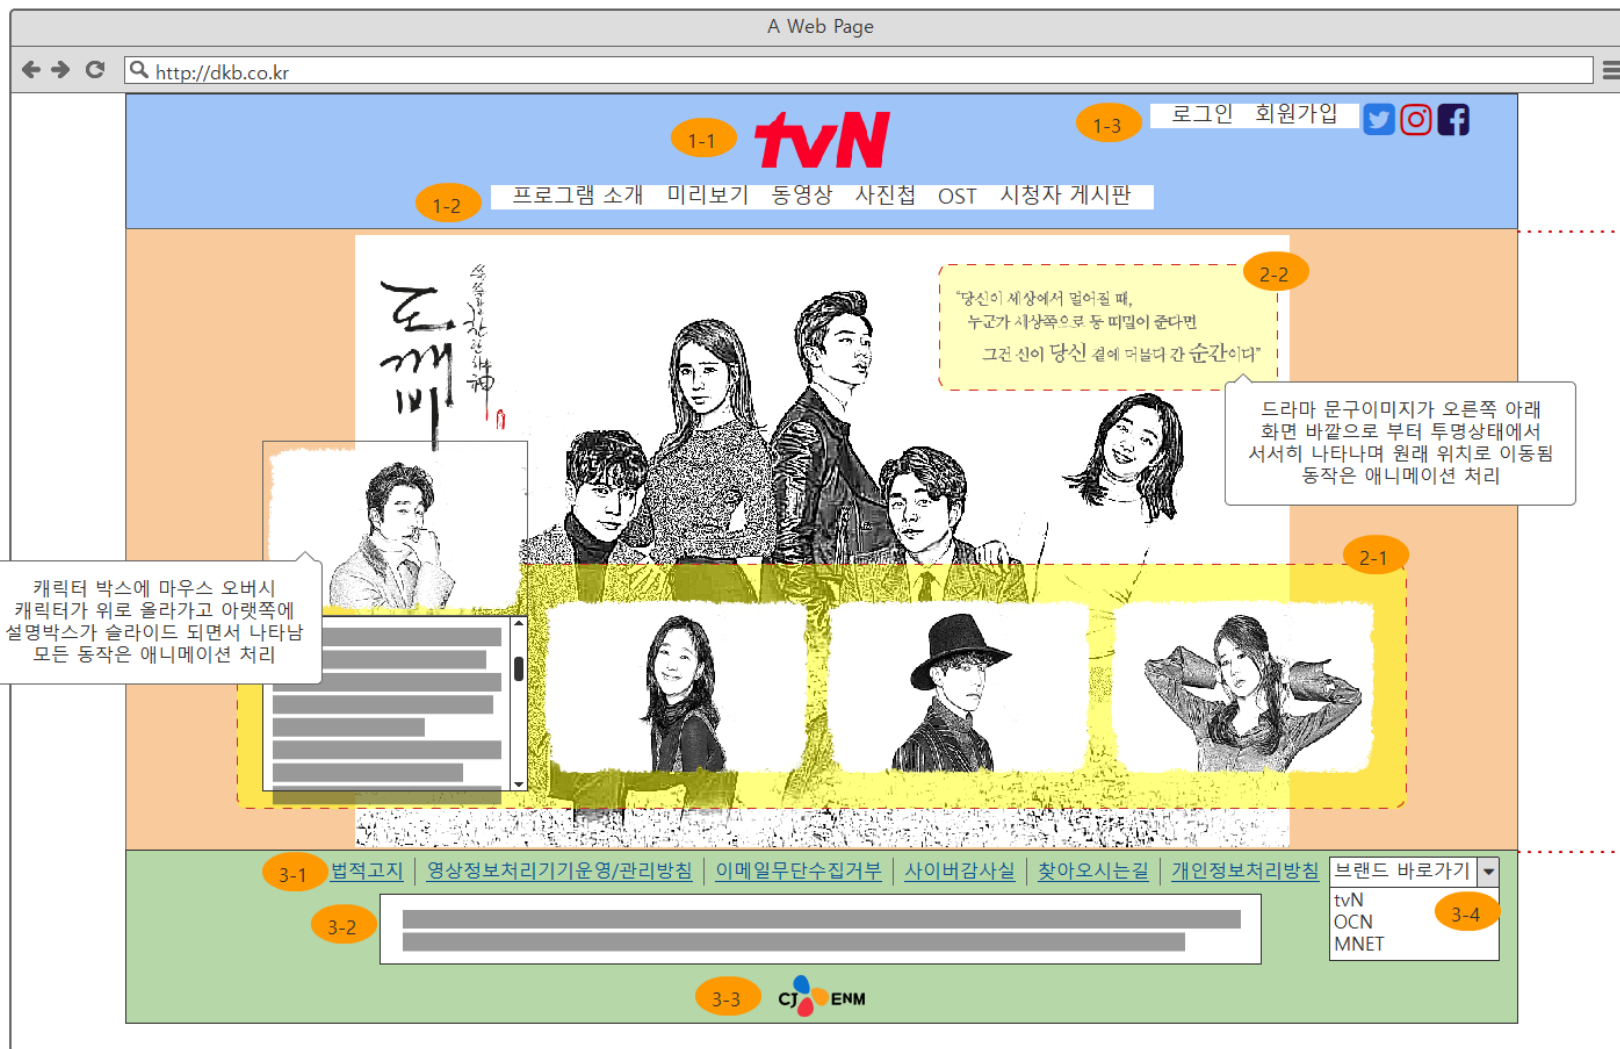 A Web Page
http://dkb.co.kr
1-1
tvN
1-3
로그인 회원가입
1-2
프로그램 소개 미리보기 동영상 사진첩 OST 시청자 게시판
도깨비
2-2
“당신이 세상에서 멀어질 때,
누군가 세상쪽으로 등 떠밀어 준다면
그건 신이 당신 곁에 머물다 간 순간이다”
드라마 문구이미지가 오른쪽 아래
화면 바깥으로 부터 투명상태에서
서서히 나타나며 원래 위치로 이동됨
동작은 애니메이션 처리
2-1
캐릭터 박스에 마우스 오버시
캐릭터가 위로 올라가고 아랫쪽에
설명박스가 슬라이드 되면서 나타남
모든 동작은 애니메이션 처리
3-1
법적고지 영상정보처리기기운영/관리방침 이메일무단수집거부 사이버감사실 찾아오시는길 개인정보처리방침
브랜드 바로가기
tvN
OCN
MNET
3-4
3-2
3-3
CJ ENM